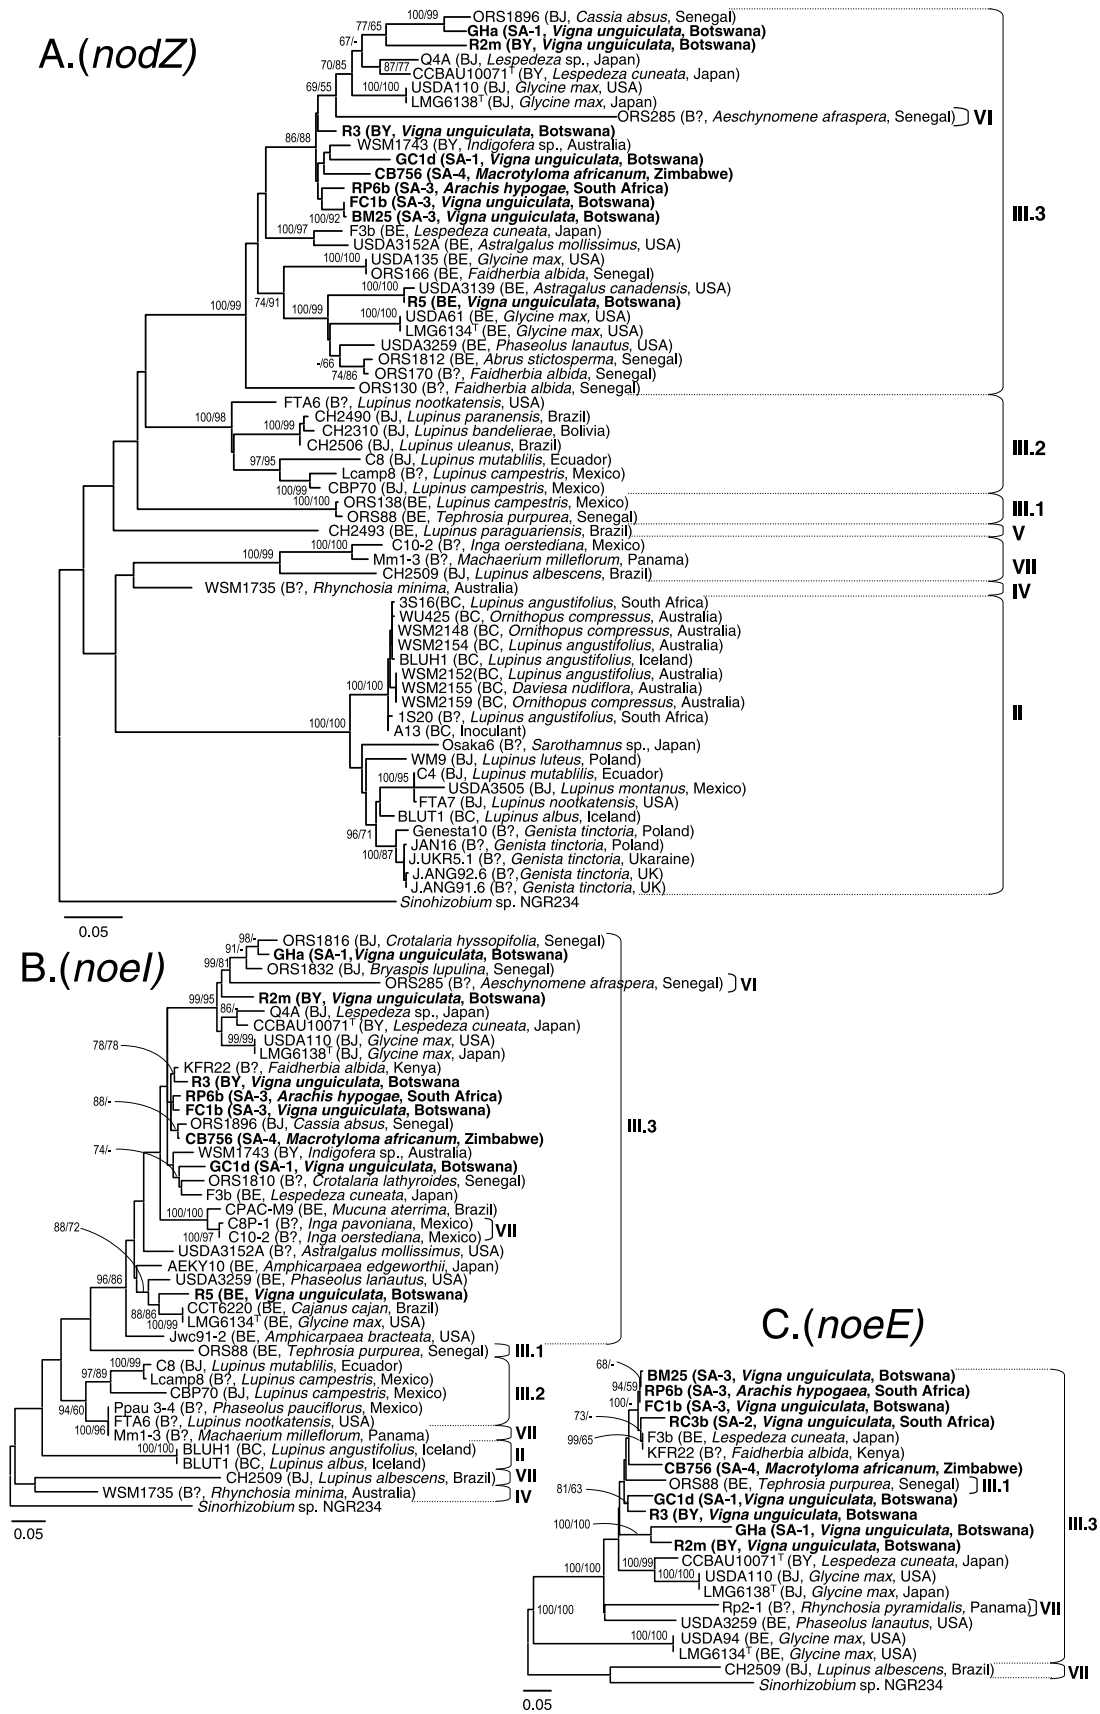 A.(nodZ)
100/99
ORS1896 (BJ, Cassia absus, Senegal)
77/65
GHa (SA-1, Vigna unguiculata, Botswana)
67/-
R2m (BY, Vigna unguiculata, Botswana)
70/85
Q4A (BJ, Lespedeza sp., Japan)
87/77
CCBAU10071T (BY, Lespedeza cuneata, Japan)
69/55
100/100
USDA110 (BJ, Glycine max, USA)
LMG6138T (BJ, Glycine max, Japan)
ORS285 (B?, Aeschynomene afraspera, Senegal)
VI
86/88
R3 (BY, Vigna unguiculata, Botswana)
WSM1743 (BY, Indigofera sp., Australia)
GC1d (SA-1, Vigna unguiculata, Botswana)
CB756 (SA-4, Macrotyloma africanum, Zimbabwe)
RP6b (SA-3, Arachis hypogae, South Africa)
FC1b (SA-3, Vigna unguiculata, Botswana)
III.3
100/92
BM25 (SA-3, Vigna unguiculata, Botswana)
100/97
F3b (BE, Lespedeza cuneata, Japan)
USDA3152A (BE, Astralgalus mollissimus, USA)
100/100
USDA135 (BE, Glycine max, USA)
ORS166 (BE, Faidherbia albida, Senegal)
74/91
100/100
USDA3139 (BE, Astragalus canadensis, USA)
100/99
100/99
R5 (BE, Vigna unguiculata, Botswana)
100/100
USDA61 (BE, Glycine max, USA)
LMG6134T (BE, Glycine max, USA)
USDA3259 (BE, Phaseolus lanautus, USA)
-/66
ORS1812 (BE, Abrus stictosperma, Senegal)
74/86
ORS170 (B?, Faidherbia albida, Senegal)
ORS130 (B?, Faidherbia albida, Senegal)
FTA6 (B?, Lupinus nootkatensis, USA)
100/98
CH2490 (BJ, Lupinus paranensis, Brazil)
100/99
CH2310 (BJ, Lupinus bandelierae, Bolivia)
CH2506 (BJ, Lupinus uleanus, Brazil)
III.2
97/95
C8 (BJ, Lupinus mutablilis, Ecuador)
Lcamp8 (B?, Lupinus campestris, Mexico)
100/99
CBP70 (BJ, Lupinus campestris, Mexico)
100/100
ORS138(BE, Lupinus campestris, Mexico)
III.1
ORS88 (BE, Tephrosia purpurea, Senegal)
CH2493 (BE, Lupinus paraguariensis, Brazil)
V
100/100
C10-2 (B?, Inga oerstediana, Mexico)
100/99
Mm1-3 (B?, Machaerium milleflorum, Panama)
VII
CH2509 (BJ, Lupinus albescens, Brazil)
WSM1735 (B?, Rhynchosia minima, Australia)
IV
3S16(BC, Lupinus angustifolius, South Africa)
WU425 (BC, Ornithopus compressus, Australia)
WSM2148 (BC, Ornithopus compressus, Australia)
WSM2154 (BC, Lupinus angustifolius, Australia)
BLUH1 (BC, Lupinus angustifolius, Iceland)
WSM2152(BC, Lupinus angustifolius, Australia)
100/100
WSM2155 (BC, Daviesa nudiflora, Australia)
WSM2159 (BC, Ornithopus compressus, Australia)
II
100/100
1S20 (B?, Lupinus angustifolius, South Africa)
A13 (BC, Inoculant)
Osaka6 (B?, Sarothamnus sp., Japan)
WM9 (BJ, Lupinus luteus, Poland)
100/95
C4 (BJ, Lupinus mutablilis, Ecuador)
USDA3505 (BJ, Lupinus montanus, Mexico)
FTA7 (BJ, Lupinus nootkatensis, USA)
BLUT1 (BC, Lupinus albus, Iceland)
96/71
Genesta10 (B?, Genista tinctoria, Poland)
JAN16 (B?, Genista tinctoria, Poland)
100/87
J.UKR5.1 (B?, Genista tinctoria, Ukaraine)
J.ANG92.6 (B?,Genista tinctoria, UK)
J.ANG91.6 (B?,Genista tinctoria, UK)
Sinohizobium sp. NGR234
0.05
B.(noeI)
98/-
ORS1816 (BJ, Crotalaria hyssopifolia, Senegal)
91/-
GHa (SA-1,Vigna unguiculata, Botswana)
99/81
ORS1832 (BJ, Bryaspis lupulina, Senegal)
ORS285 (B?, Aeschynomene afraspera, Senegal)
VI
99/95
R2m (BY, Vigna unguiculata, Botswana)
86/-
Q4A (BJ, Lespedeza sp., Japan)
CCBAU10071T (BY, Lespedeza cuneata, Japan)
99/99
USDA110 (BJ, Glycine max, USA)
78/78
LMG6138T (BJ, Glycine max, Japan)
KFR22 (B?, Faidherbia albida, Kenya)
R3 (BY, Vigna unguiculata, Botswana
88/-
RP6b (SA-3, Arachis hypogae, South Africa)
FC1b (SA-3, Vigna unguiculata, Botswana)
ORS1896 (BJ, Cassia absus, Senegal)
III.3
CB756 (SA-4, Macrotyloma africanum, Zimbabwe)
74/-
WSM1743 (BY, Indigofera sp., Australia)
GC1d (SA-1, Vigna unguiculata, Botswana)
ORS1810 (B?, Crotalaria lathyroides, Senegal)
F3b (BE, Lespedeza cuneata, Japan)
100/100
CPAC-M9 (BE, Mucuna aterrima, Brazil)
88/72
C8P-1 (B?, Inga pavoniana, Mexico)
VII
100/97
C10-2 (B?, Inga oerstediana, Mexico)
USDA3152A (B?, Astralgalus mollissimus, USA)
AEKY10 (BE, Amphicarpaea edgeworthii, Japan)
96/86
USDA3259 (BE, Phaseolus lanautus, USA)
R5 (BE, Vigna unguiculata, Botswana)
88/86
CCT6220 (BE, Cajanus cajan, Brazil)
100/99
LMG6134T (BE, Glycine max, USA)
Jwc91-2 (BE, Amphicarpaea bracteata, USA)
ORS88 (BE, Tephrosia purpurea, Senegal)
III.1
100/99
C8 (BJ, Lupinus mutablilis, Ecuador)
97/89
Lcamp8 (B?, Lupinus campestris, Mexico)
CBP70 (BJ, Lupinus campestris, Mexico)
III.2
94/60
Ppau 3-4 (B?, Phaseolus pauciflorus, Mexico)
FTA6 (B?, Lupinus nootkatensis, USA)
100/96
Mm1-3 (B?, Machaerium milleflorum, Panama)
VII
100/100
BLUH1 (BC, Lupinus angustifolius, Iceland)
II
BLUT1 (BC, Lupinus albus, Iceland)
CH2509 (BJ, Lupinus albescens, Brazil)
VII
WSM1735 (B?, Rhynchosia minima, Australia)
IV
Sinorhizobium sp. NGR234
0.05
C.(noeE)
68/-
BM25 (SA-3, Vigna unguiculata, Botswana)
94/59
RP6b (SA-3, Arachis hypogaea, South Africa)
100/-
FC1b (SA-3, Vigna unguiculata, Botswana)
73/-
RC3b (SA-2, Vigna unguiculata, South Africa)
99/65
F3b (BE, Lespedeza cuneata, Japan)
KFR22 (B?, Faidherbia albida, Kenya)
CB756 (SA-4, Macrotyloma africanum, Zimbabwe)
81/63
ORS88 (BE, Tephrosia purpurea, Senegal)
III.1
GC1d (SA-1,Vigna unguiculata, Botswana)
R3 (BY, Vigna unguiculata, Botswana
III.3
100/100
GHa (SA-1, Vigna unguiculata, Botswana)
R2m (BY, Vigna unguiculata, Botswana)
100/100
100/99
CCBAU10071T (BY, Lespedeza cuneata, Japan)
100/100
USDA110 (BJ, Glycine max, USA)
LMG6138T (BJ, Glycine max, Japan)
100/100
Rp2-1 (B?, Rhynchosia pyramidalis, Panama)
VII
USDA3259 (BE, Phaseolus lanautus, USA)
100/100
USDA94 (BE, Glycine max, USA)
LMG6134T (BE, Glycine max, USA)
CH2509 (BJ, Lupinus albescens, Brazil)
VII
Sinorhizobium sp. NGR234
0.05